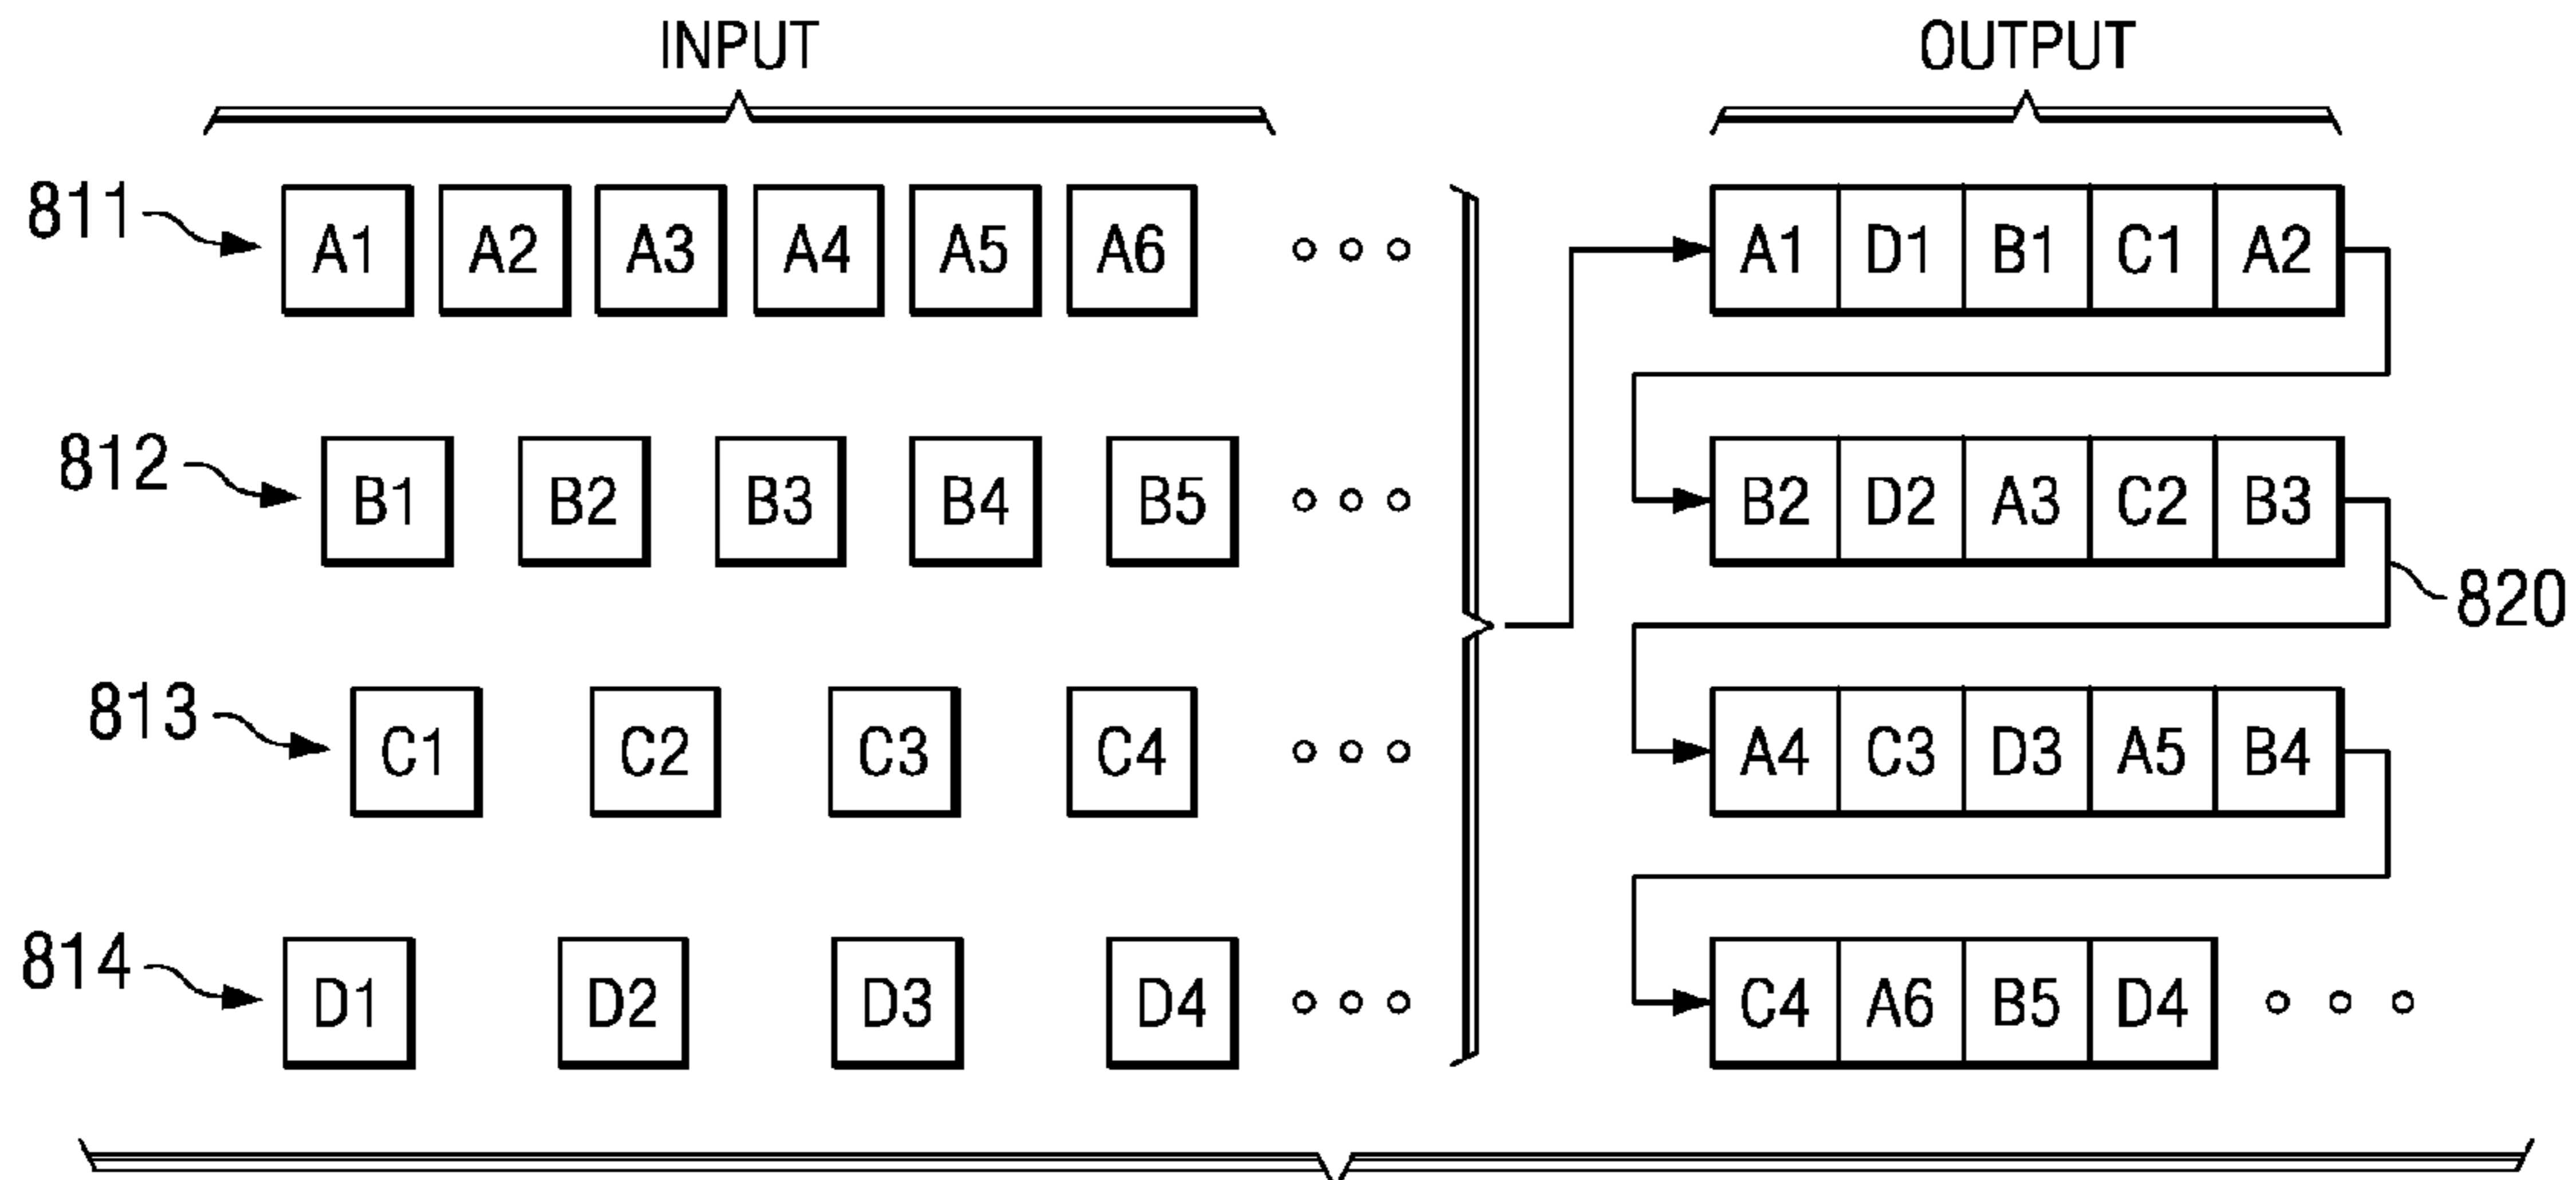 INPUT OUTPUT
811 A1 A2 A3 A4 A5 A6 A1 D1 B1 C1 A2
812 B1 B2 B3 B4 B5 B2 D2 A3 C2 B3
820
813 C1 C2 C3 C4 A4 C3 D3 A5 B4
814 D1 D2 D3 D4 C4 A6 B5 D4